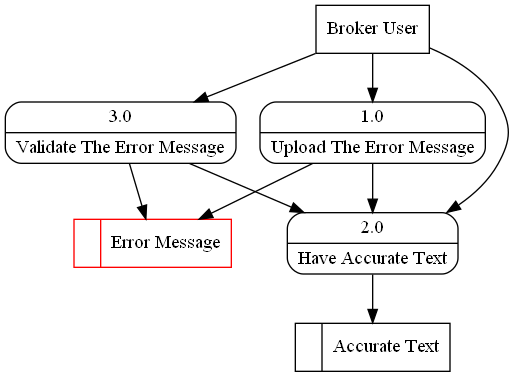 Broker User
3.0
Validate The Error Message
1.0
Upload The Error Message
Error Message
2.0
Have Accurate Text
Accurate Text